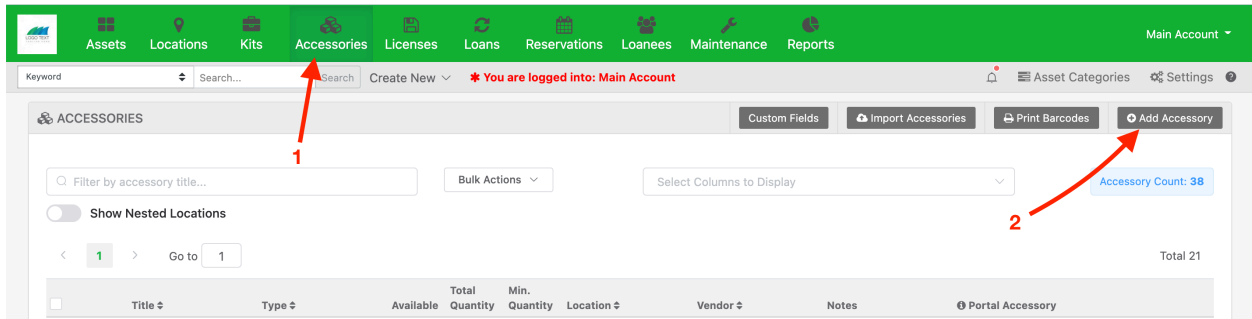 LOGO TEXT
Assets Locations Kits Accessories Licenses Loans Reservations Loanees Maintenance Reports Main Account
Keyword Search... Search Create New ✱ You are logged into: Main Account Asset Categories Settings ?
ACCESSORIES Custom Fields Import Accessories Print Barcodes Add Accessory
1
Filter by accessory title... Bulk Actions Select Columns to Display Accessory Count: 38
Show Nested Locations
2
< 1 > Go to 1 Total 21
Title Type Available Total Quantity Min. Quantity Location Vendor Notes Portal Accessory